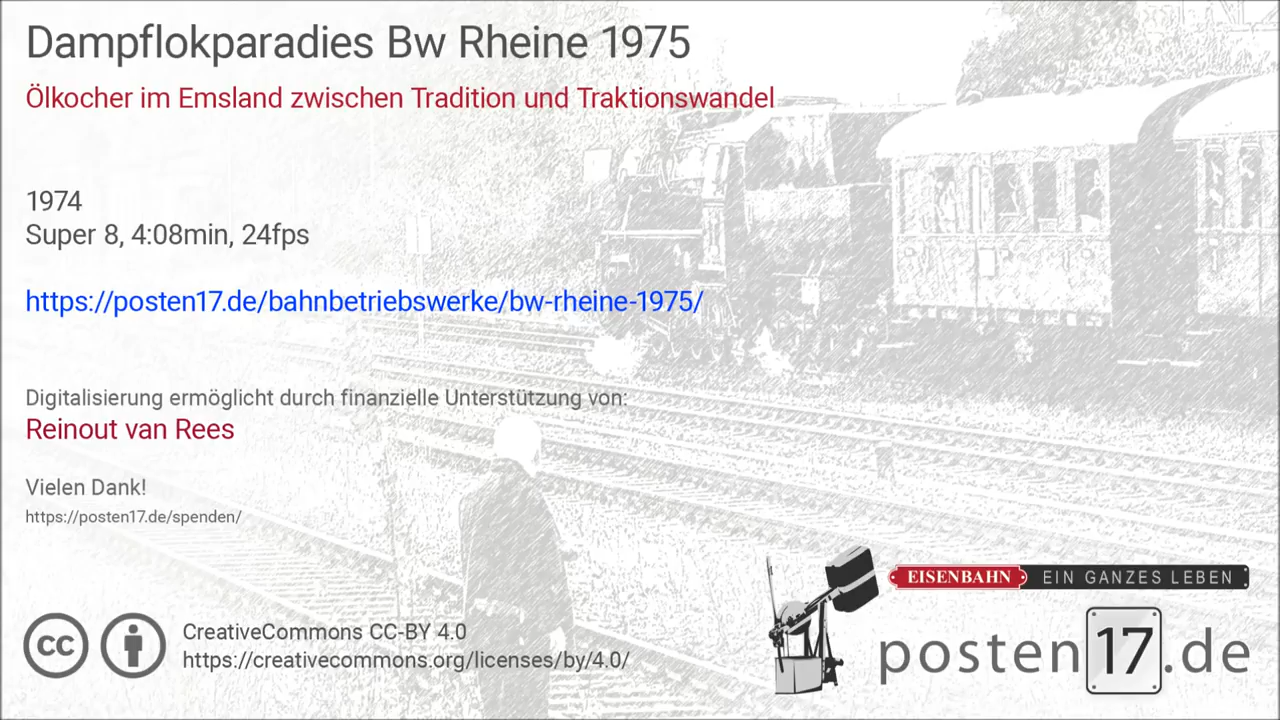 Dampflokparadies Bw Rheine 1975
Ölkocher im Emsland zwischen Tradition und Traktionswandel
1974
Super 8, 4:08min, 24fps
https://posten17.de/bahnbetriebswerke/bw-rheine-1975/
Digitalisierung ermöglicht durch finanzielle Unterstützung von:
Reinout van Rees
Vielen Dank!
https://posten17.de/spenden/
EISENBAHN EIN GANZES LEBEN
posten17.de
cc
CreativeCommons CC-BY 4.0
https://creativecommons.org/licenses/by/4.0/